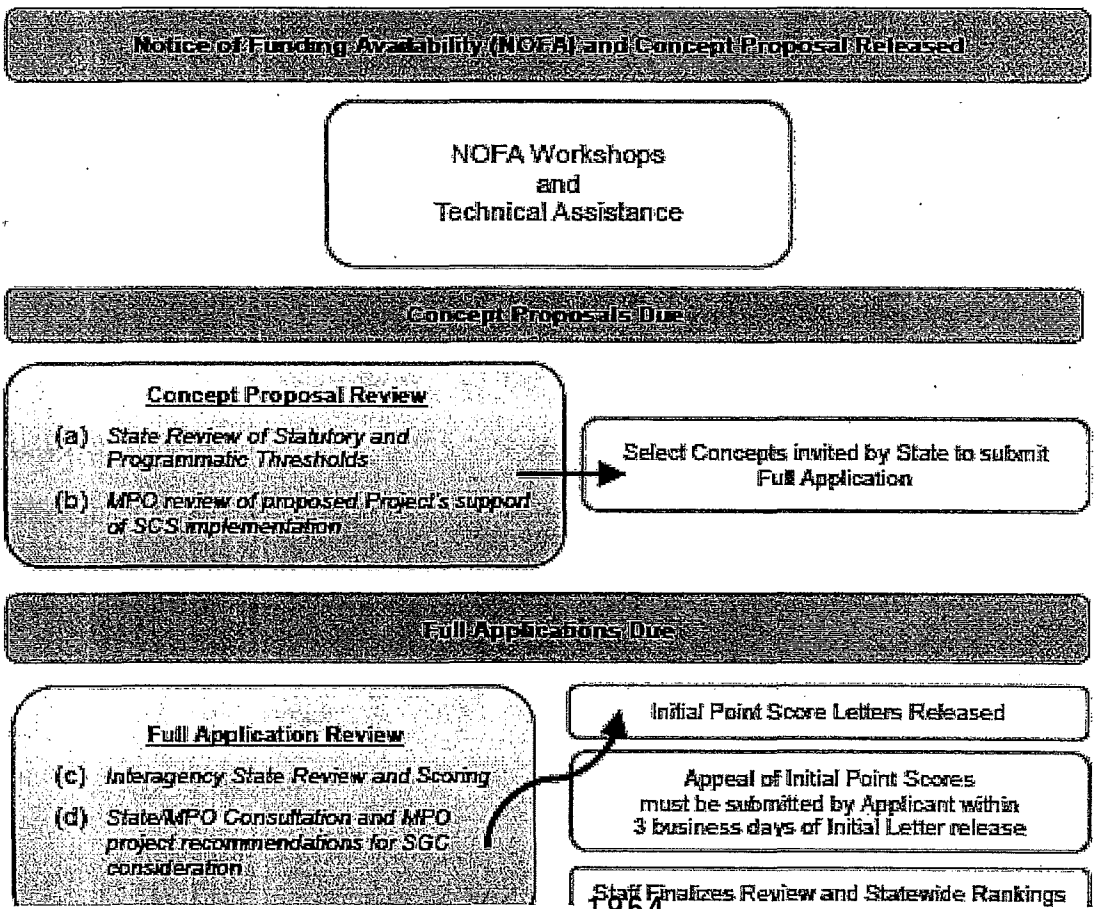 Notice of Funding Availability (NOFA) and Concept Proposal Released
NOFA Workshops
and
Technical Assistance
Concept Proposals Due
Concept Proposal Review
(a) State Review of Statutory and
Programmatic Thresholds
(b) MPO review of proposed Project's support
of SCS implementation
Select Concepts invited by State to submit
Full Application
Full Applications Due
Full Application Review
(c) Interagency State Review and Scoring
(d) State/MPO Consultation and MPO
project recommendations for SGC
consideration
Initial Point Score Letters Released
Appeal of Initial Point Scores
must be submitted by Applicant within
3 business days of Initial Letter release
Staff Finalizes Review and Statewide Rankings
1964